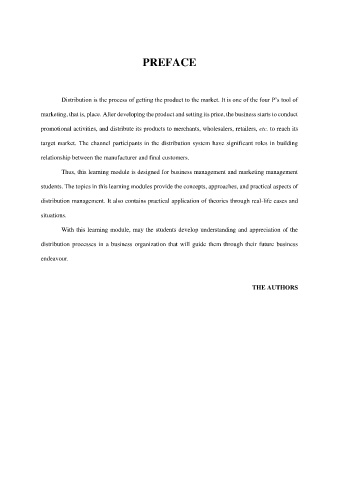 PREFACE
Distribution is the process of getting the product to the market. It is one of the four P's tool of
marketing, that is, place. After developing the product and setting its price, the business starts to conduct
promotional activities, and distribute its products to merchants, wholesalers, retailers, etc. to reach its
target market. The channel participants in the distribution system have significant roles in building
relationship between the manufacturer and final customers.
Thus, this learning module is designed for business management and marketing management
students. The topics in this learning modules provide the concepts, approaches, and practical aspects of
distribution management. It also contains practical application of theories through real-life cases and
situations.
With this learning module, may the students develop understanding and appreciation of the
distribution processes in a business organization that will guide them through their future business
endeavour.
THE AUTHORS